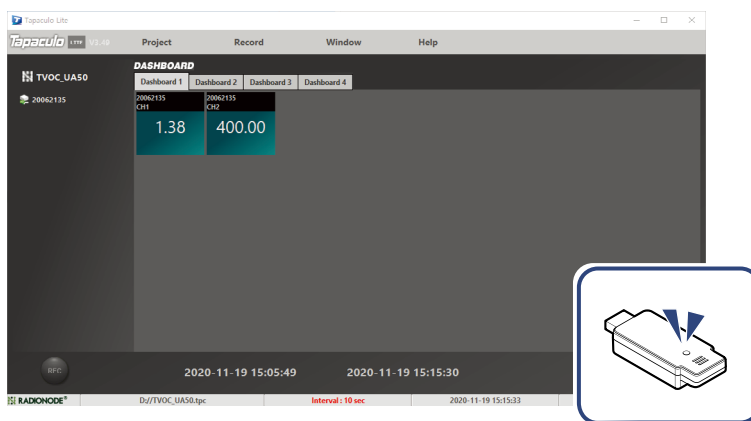 Tapaculo Lite
Tapaculo LITE V3.48
Project Record Window Help
TVOC_UA50
20062135
DASHBOARD
Dashboard 1 Dashboard 2 Dashboard 3 Dashboard 4
20062135 20062135
CH1 CH2
1.38 400.00
REC
2020-11-19 15:05:49 2020-11-19 15:15:30
RADIONODE® D://TVOC_UA50.tpc Interval : 10 sec 2020-11-19 15:15:33